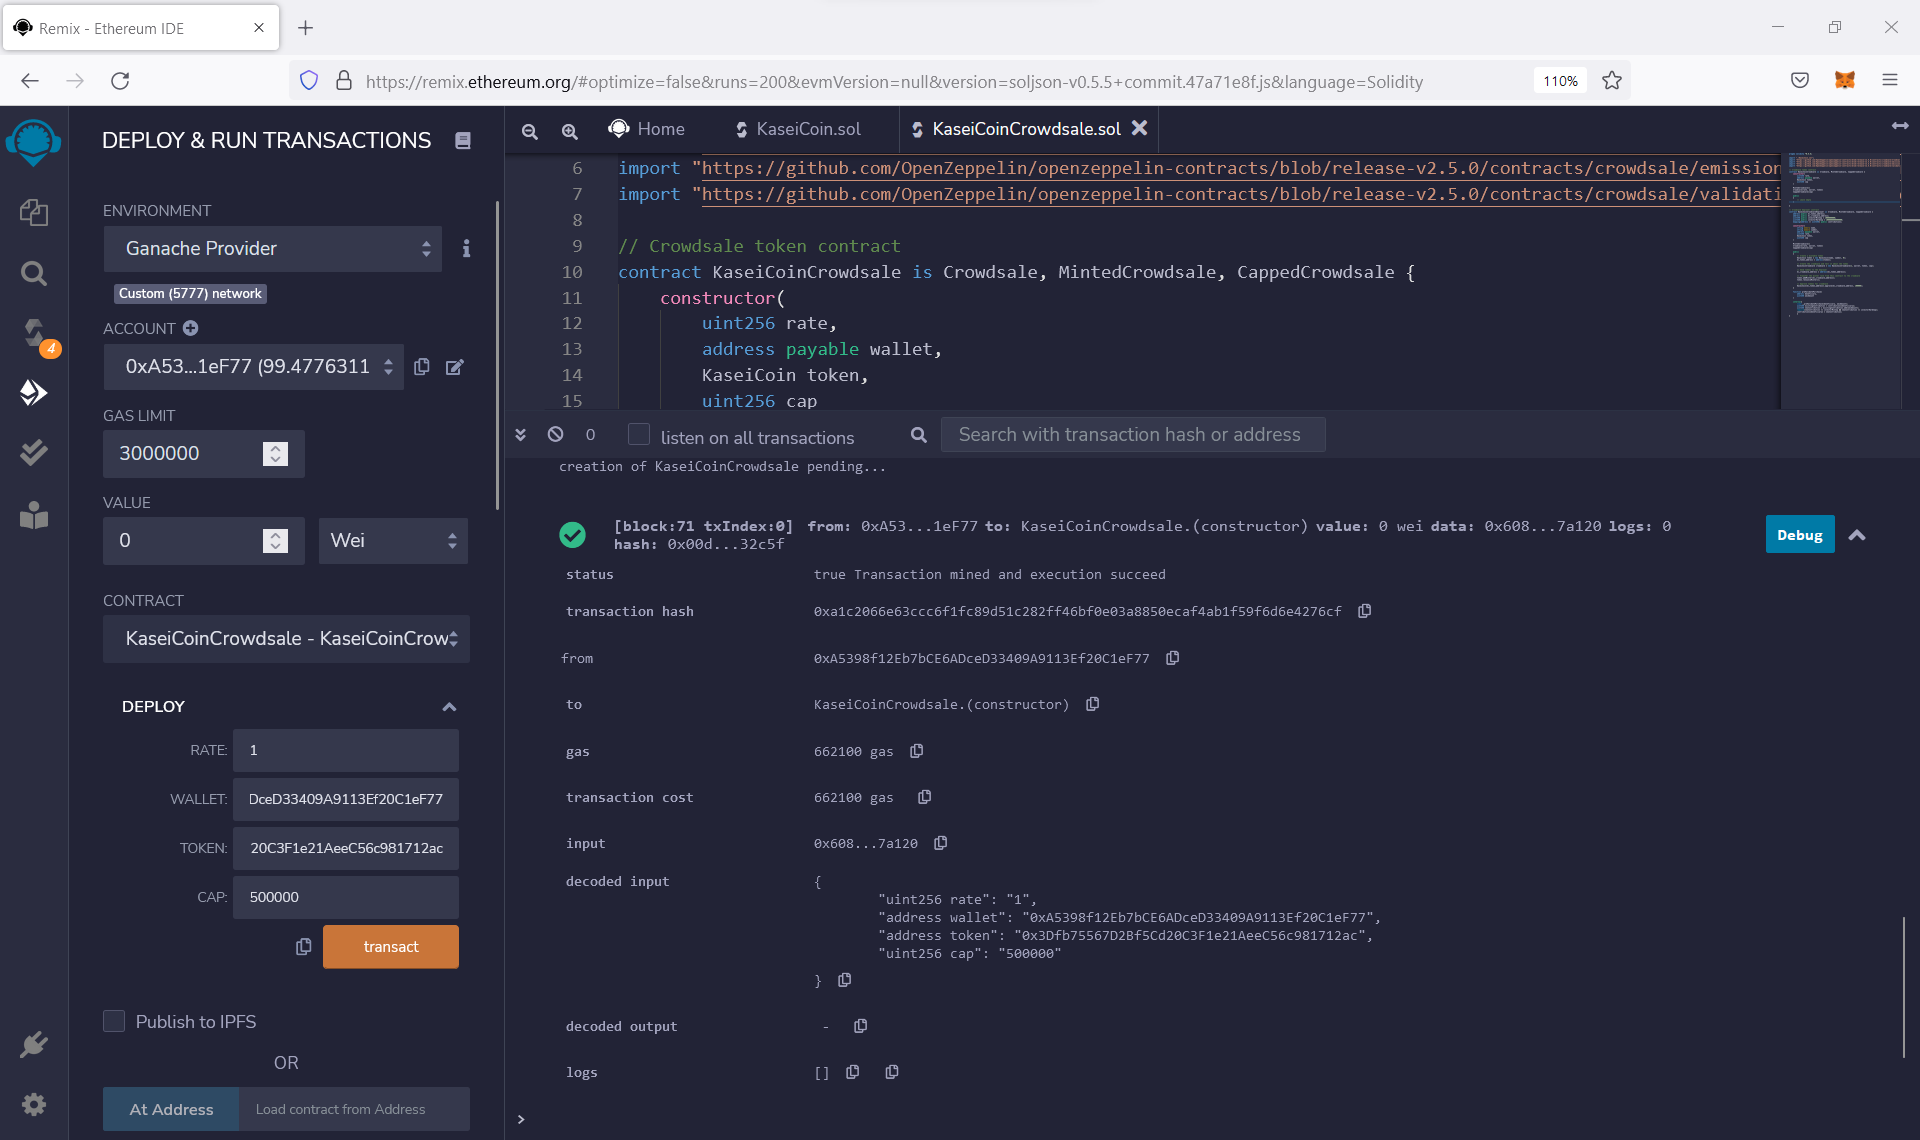 Remix - Ethereum IDE
https://remix.ethereum.org/#optimize=false&runs=200&evmVersion=null&version=soljson-v0.5.5+commit.47a71e8f.js&language=Solidity
110%
DEPLOY & RUN TRANSACTIONS
ENVIRONMENT
Ganache Provider
Custom (5777) network
ACCOUNT
0xA53...1eF77 (99.4776311
4
GAS LIMIT
3000000
VALUE
0
Wei
CONTRACT
KaseiCoinCrowdsale - KaseiCoinCrow
DEPLOY
RATE: 1
WALLET: DceD33409A9113Ef20C1eF77
TOKEN: 20C3F1e21AeeC56c981712ac
CAP: 500000
transact
Publish to IPFS
OR
At Address
Load contract from Address
Home
KaseiCoin.sol
KaseiCoinCrowdsale.sol
6 import "https://github.com/OpenZeppelin/openzeppelin-contracts/blob/release-v2.5.0/contracts/crowdsale/emission
7 import "https://github.com/OpenZeppelin/openzeppelin-contracts/blob/release-v2.5.0/contracts/crowdsale/validati
8
9 // Crowdsale token contract
10 contract KaseiCoinCrowdsale is Crowdsale, MintedCrowdsale, CappedCrowdsale {
11 constructor(
12 uint256 rate,
13 address payable wallet,
14 KaseiCoin token,
15 uint256 cap
0
listen on all transactions
Search with transaction hash or address
creation of KaseiCoinCrowdsale pending...
[block:71 txIndex:0] from: 0xA53...1eF77 to: KaseiCoinCrowdsale.(constructor) value: 0 wei data: 0x608...7a120 logs: 0
hash: 0x00d...32c5f
Debug
status true Transaction mined and execution succeed
transaction hash 0xa1c2066e63ccc6f1fc89d51c282ff46bf0e03a8850ecaf4ab1f59f6d6e4276cf
from 0xA5398f12Eb7bCE6ADceD33409A9113Ef20C1eF77
to KaseiCoinCrowdsale.(constructor)
gas 662100 gas
transaction cost 662100 gas
input 0x608...7a120
decoded input {
"uint256 rate": "1",
"address wallet": "0xA5398f12Eb7bCE6ADceD33409A9113Ef20C1eF77",
"address token": "0x3Dfb75567D2Bf5Cd20C3F1e21AeeC56c981712ac",
"uint256 cap": "500000"
}
decoded output -
logs []
>